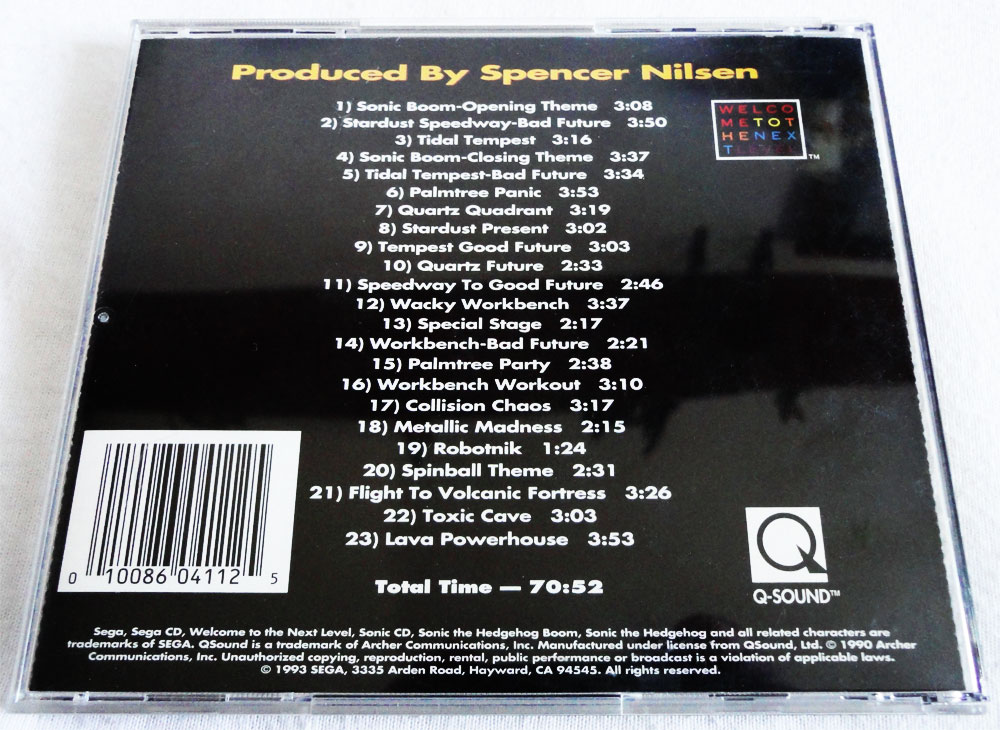 Produced By Spencer Nilsen
1) Sonic Boom-Opening Theme 3:08
2) Stardust Speedway-Bad Future 3:50
3) Tidal Tempest 3:16
4) Sonic Boom-Closing Theme 3:37
5) Tidal Tempest-Bad Future 3:34
6) Palmtree Panic 3:53
7) Quartz Quadrant 3:19
8) Stardust Present 3:02
9) Tempest Good Future 3:03
10) Quartz Future 2:33
11) Speedway To Good Future 2:46
12) Wacky Workbench 3:37
13) Special Stage 2:17
14) Workbench-Bad Future 2:21
15) Palmtree Party 2:38
16) Workbench Workout 3:10
17) Collision Chaos 3:17
18) Metallic Madness 2:15
19) Robotnik 1:24
20) Spinball Theme 2:31
21) Flight To Volcanic Fortress 3:26
22) Toxic Cave 3:03
23) Lava Powerhouse 3:53
Total Time — 70:52
WELCO
METOT
HENEX
TLEVEL
™
0 10086 04112 5
Q
Q-SOUND™
Sega, Sega CD, Welcome to the Next Level, Sonic CD, Sonic the Hedgehog Boom, Sonic the Hedgehog and all related characters are
trademarks of SEGA. QSound is a trademark of Archer Communications, Inc. Manufactured under license from QSound, Ltd. © 1990 Archer
Communications, Inc. Unauthorized copying, reproduction, rental, public performance or broadcast is a violation of applicable laws.
© 1993 SEGA, 3335 Arden Road, Hayward, CA 94545. All rights reserved.